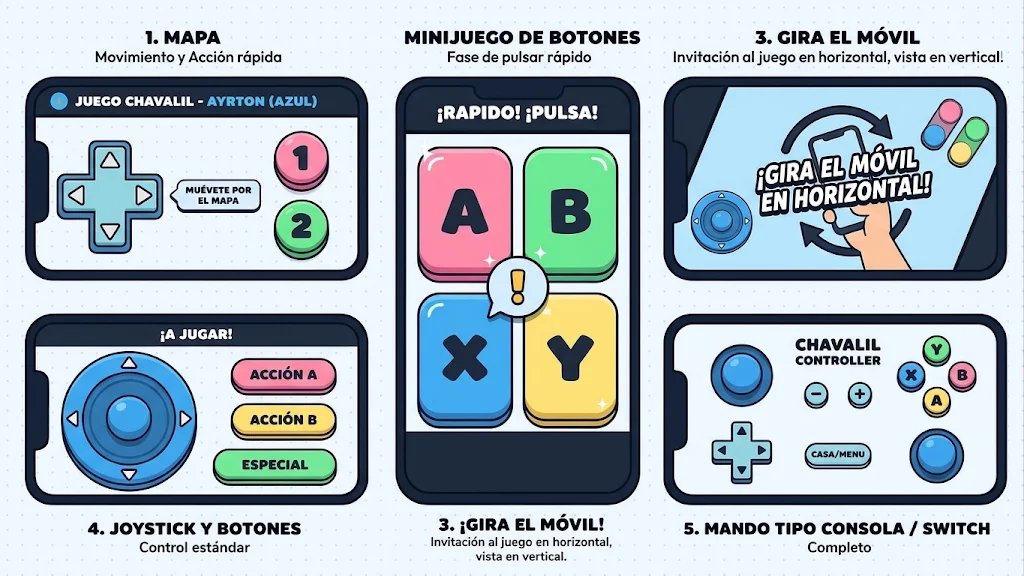 1. MAPA
Movimiento y Acción rápida
JUEGO CHAVALIL - AYRTON (AZUL)
MUÉVETE POR
EL MAPA
1
2
MINIJUEGO DE BOTONES
Fase de pulsar rápido
¡RAPIDO! ¡PULSA!
A
B
!
X
Y
3. ¡GIRA EL MÓVIL!
Invitación al juego en horizontal,
vista en vertical.
3. GIRA EL MÓVIL
Invitación al juego en horizontal, vista en vertical.
¡GIRA EL MÓVIL
EN HORIZONTAL!
¡A JUGAR!
ACCIÓN A
ACCIÓN B
ESPECIAL
4. JOYSTICK Y BOTONES
Control estándar
CHAVALIL
CONTROLLER
Y
X
B
A
- +
CASA/MENU
5. MANDO TIPO CONSOLA / SWITCH
Completo